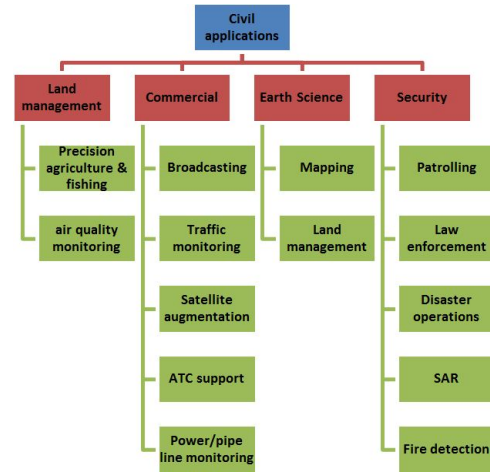 Civil
applications
Land
management
Commercial
Earth Science
Security
Precision
agriculture &
fishing
air quality
monitoring
Broadcasting
Traffic
monitoring
Satellite
augmentation
ATC support
Power/pipe
line monitoring
Mapping
Land
management
Patrolling
Law
enforcement
Disaster
operations
SAR
Fire detection